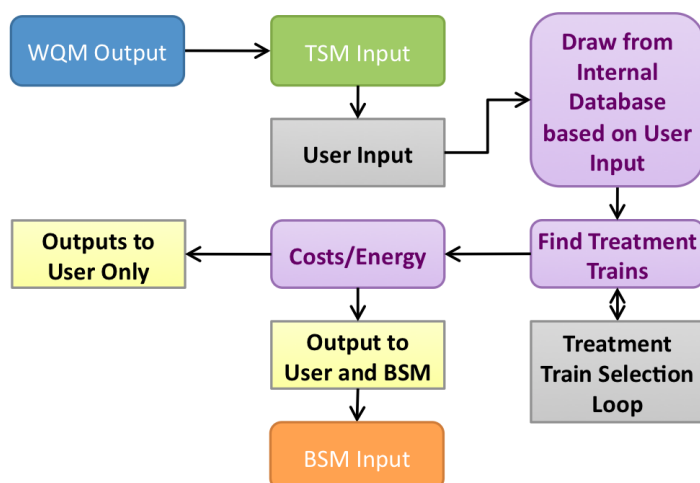 WQM Output
TSM Input
Draw from
Internal
Database
based on User
Input
User Input
Outputs to
User Only
Costs/Energy
Find Treatment
Trains
Output to
User and BSM
Treatment
Train Selection
Loop
BSM Input